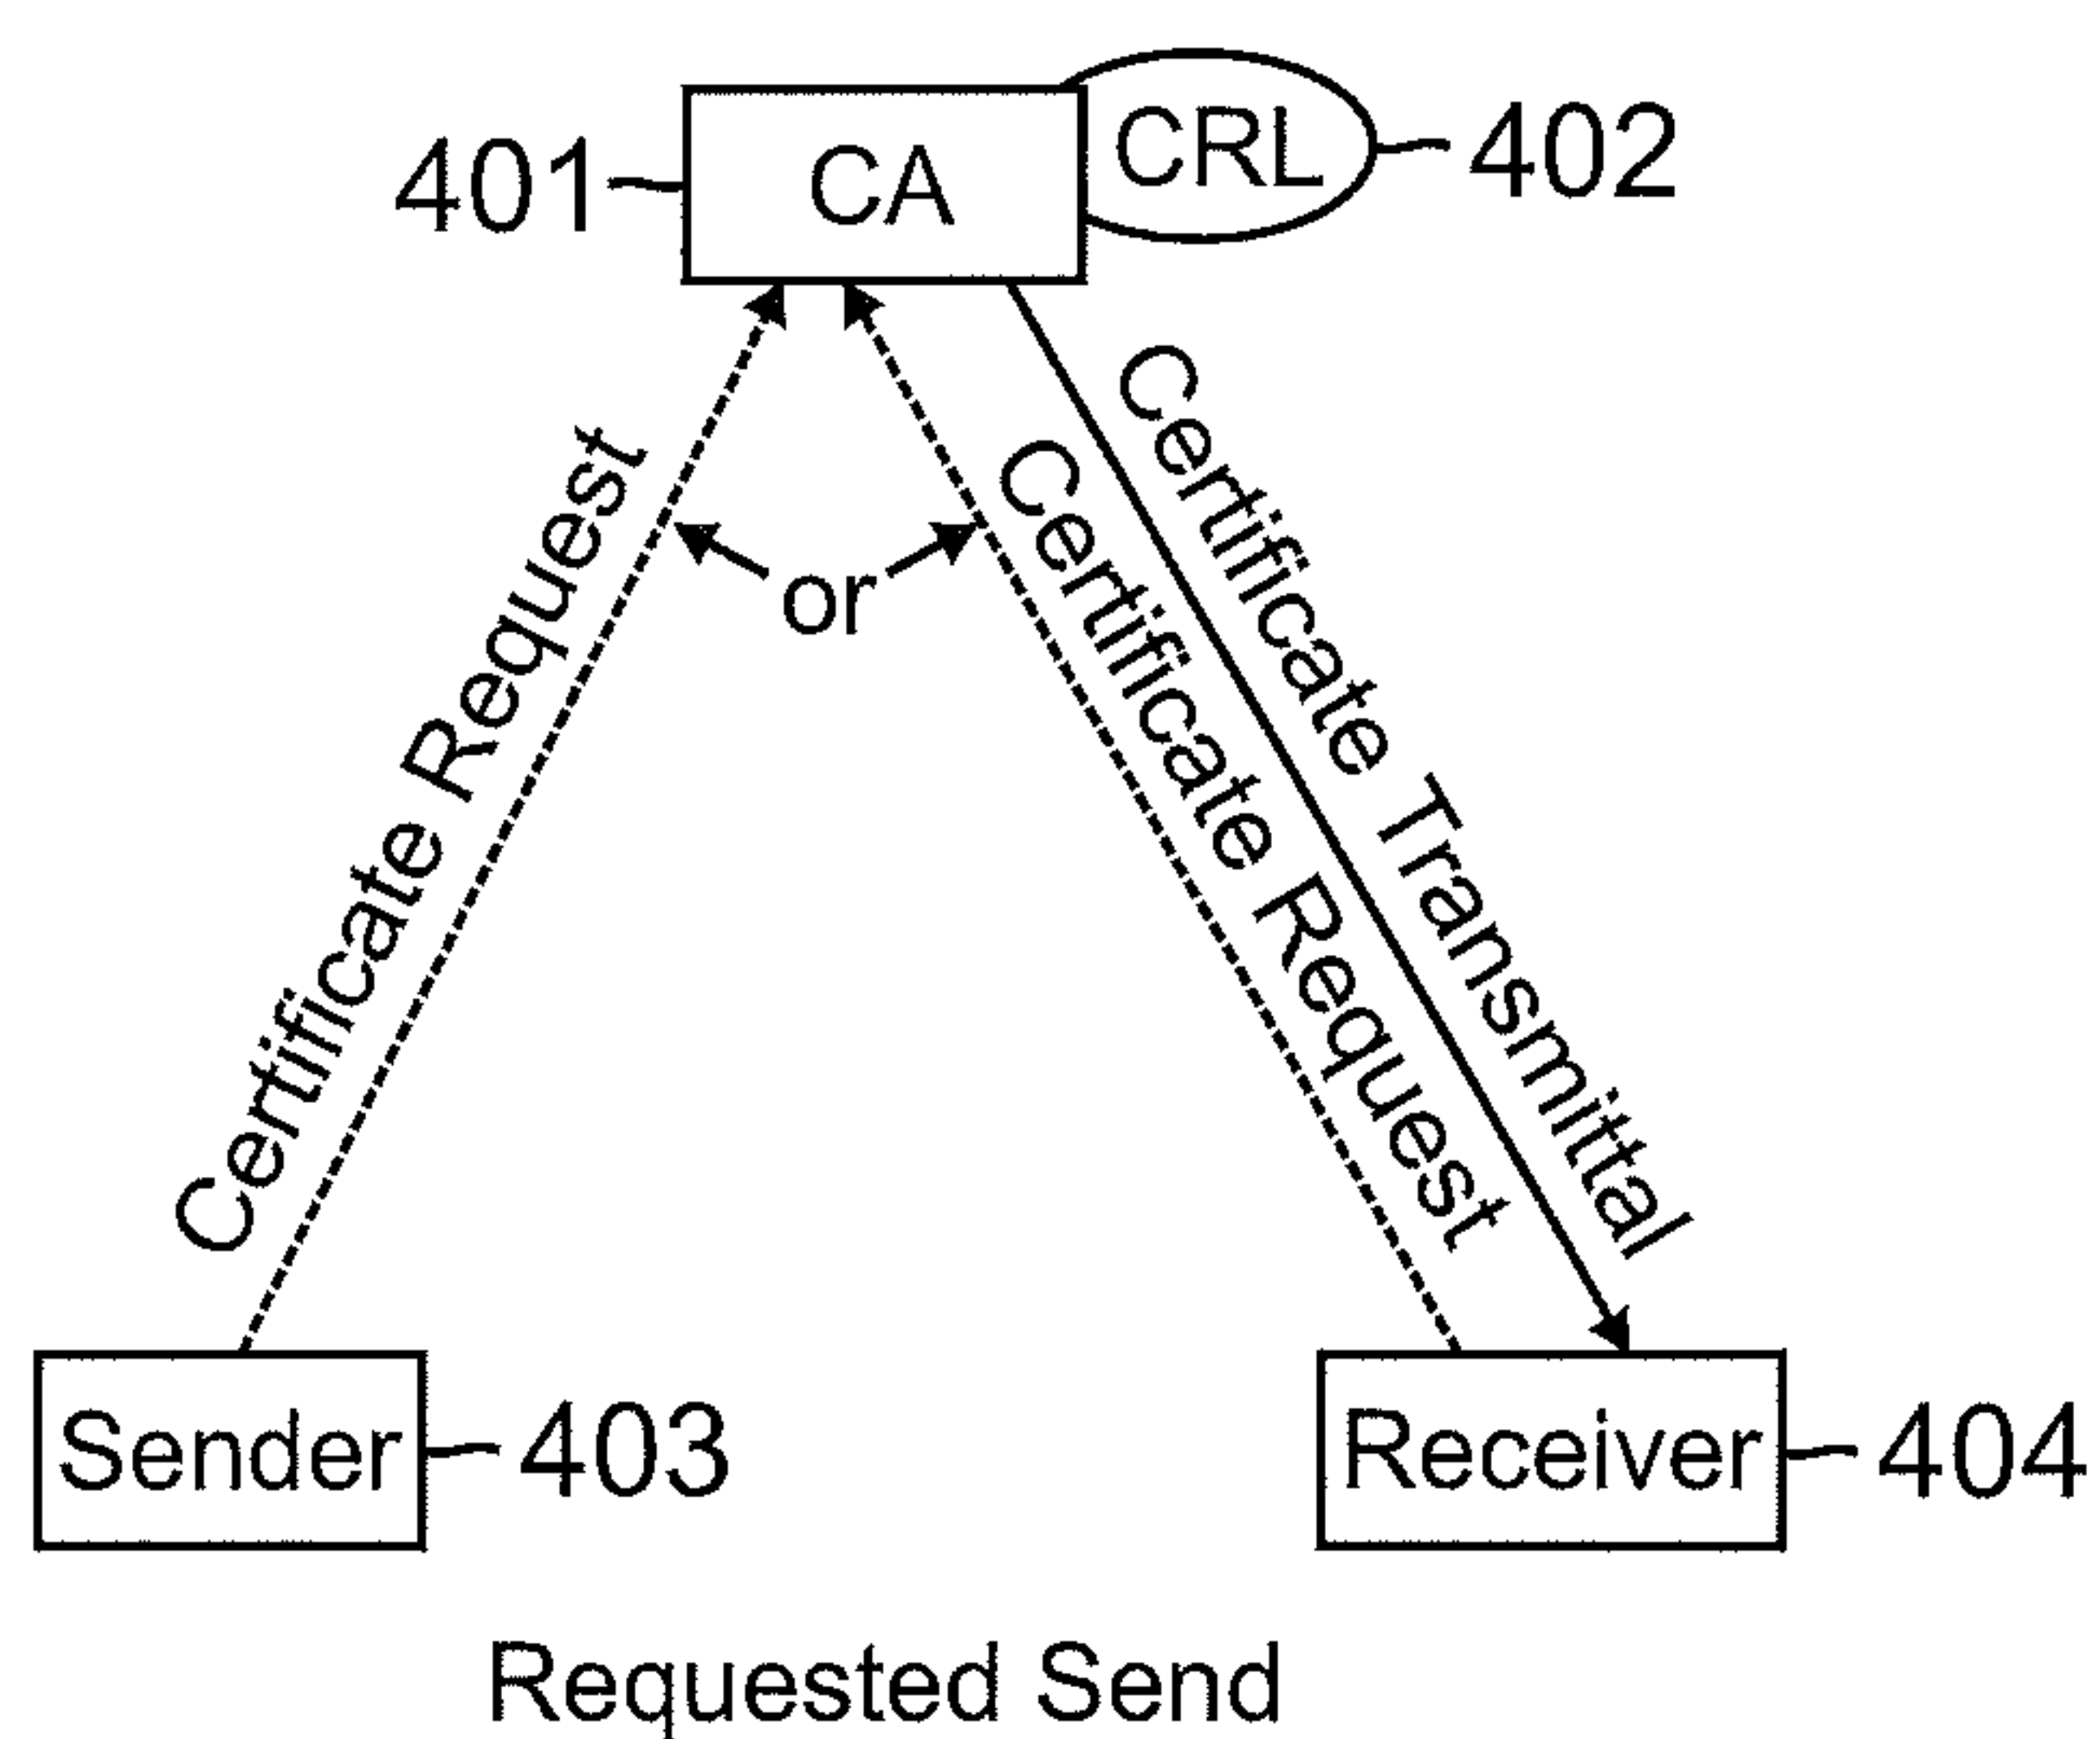 CRL
402
401
CA
Certificate Request
or
Certificate Request
Certificate Transmittal
Sender
403
Receiver
404
Requested Send